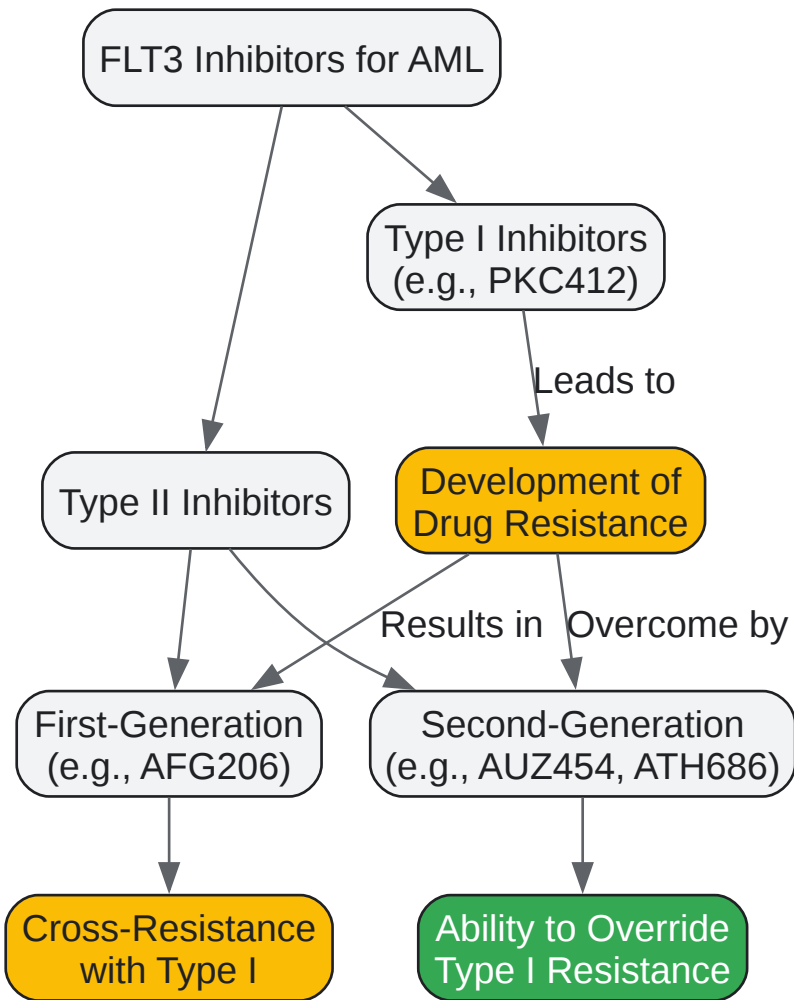 FLT3 Inhibitors for AML
Type I Inhibitors
(e.g., PKC412)
Leads to
Type II Inhibitors
Development of
Drug Resistance
Results in
Overcome by
First-Generation
(e.g., AFG206)
Second-Generation
(e.g., AUZ454, ATH686)
Cross-Resistance
with Type I
Ability to Override
Type I Resistance